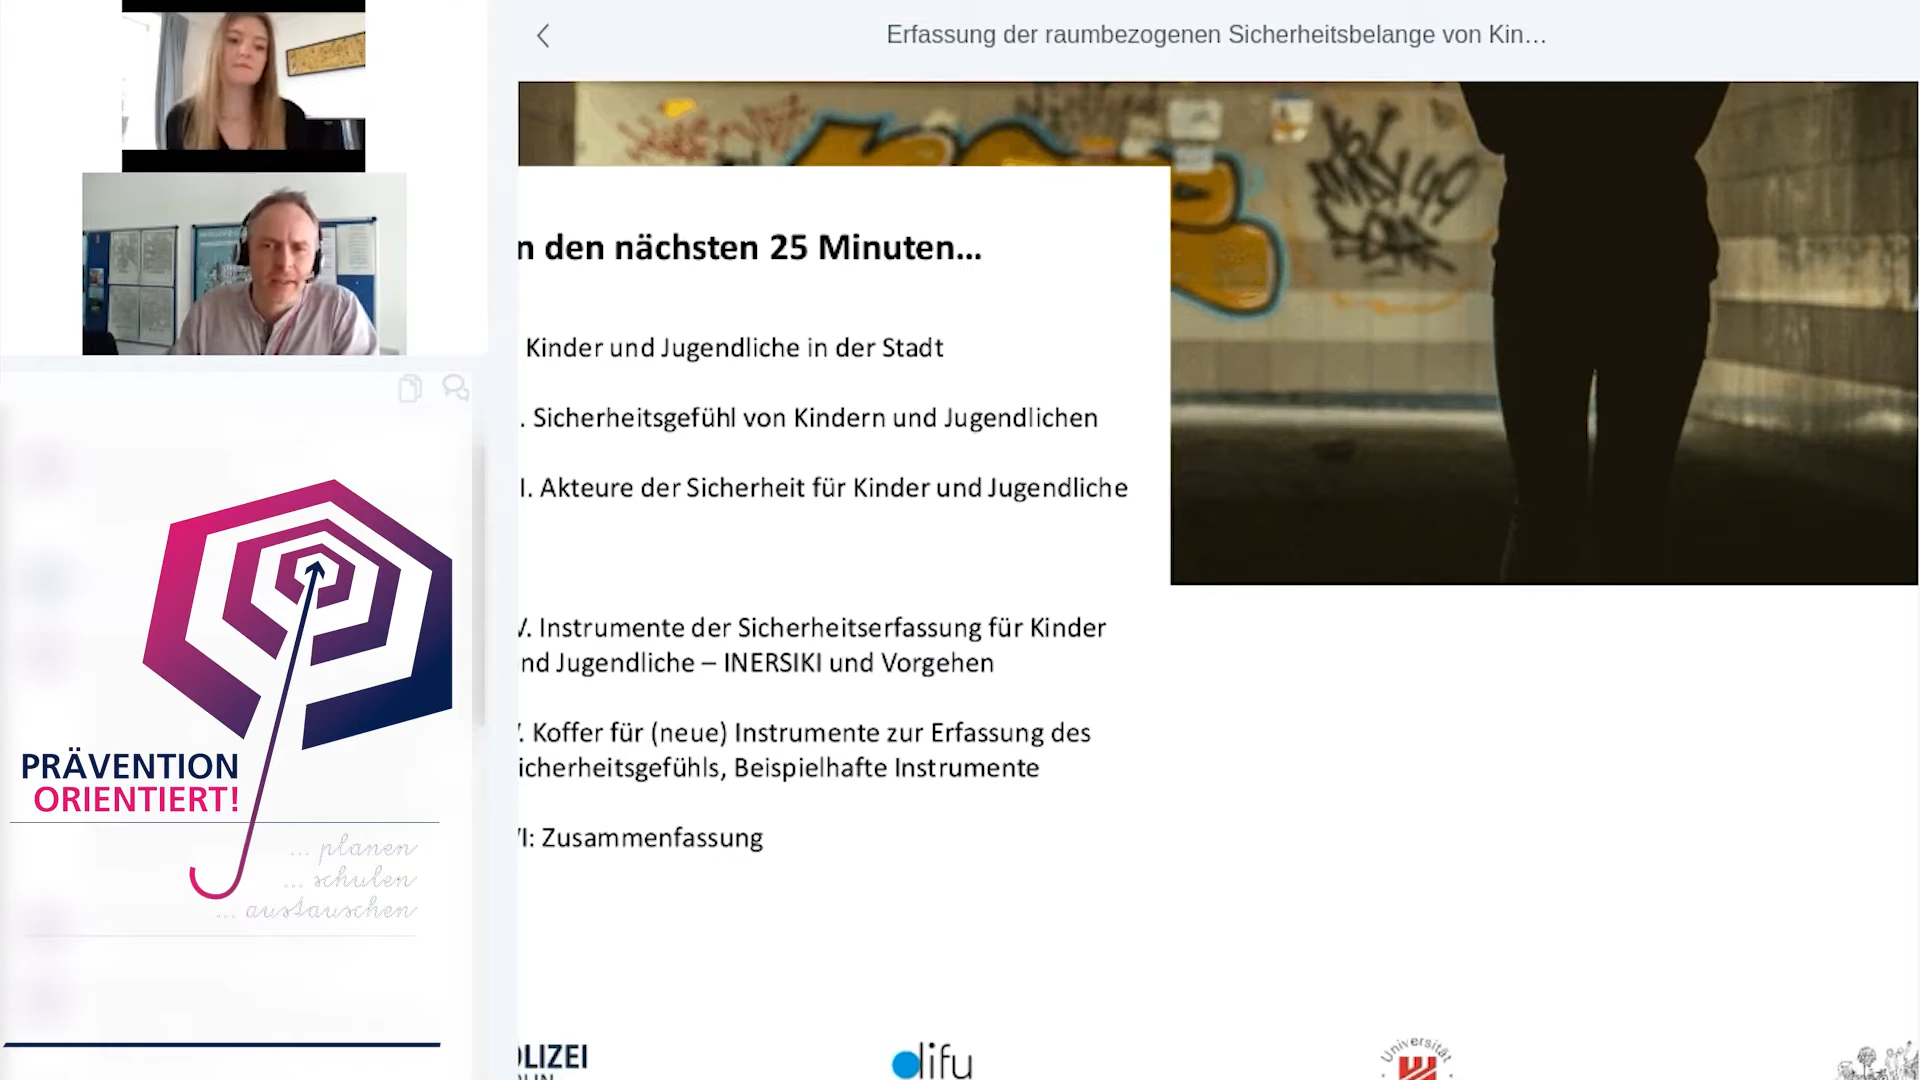 Erfassung der raumbezogenen Sicherheitsbelange von Kin…
n den nächsten 25 Minuten...
Kinder und Jugendliche in der Stadt
. Sicherheitsgefühl von Kindern und Jugendlichen
I. Akteure der Sicherheit für Kinder und Jugendliche
V. Instrumente der Sicherheitserfassung für Kinder
nd Jugendliche – INERSIKI und Vorgehen
. Koffer für (neue) Instrumente zur Erfassung des
icherheitsgefühls, Beispielhafte Instrumente
I: Zusammenfassung
PRÄVENTION
ORIENTIERT!
... planen
... schulen
... austauschen
LIZEI
difu
Universität